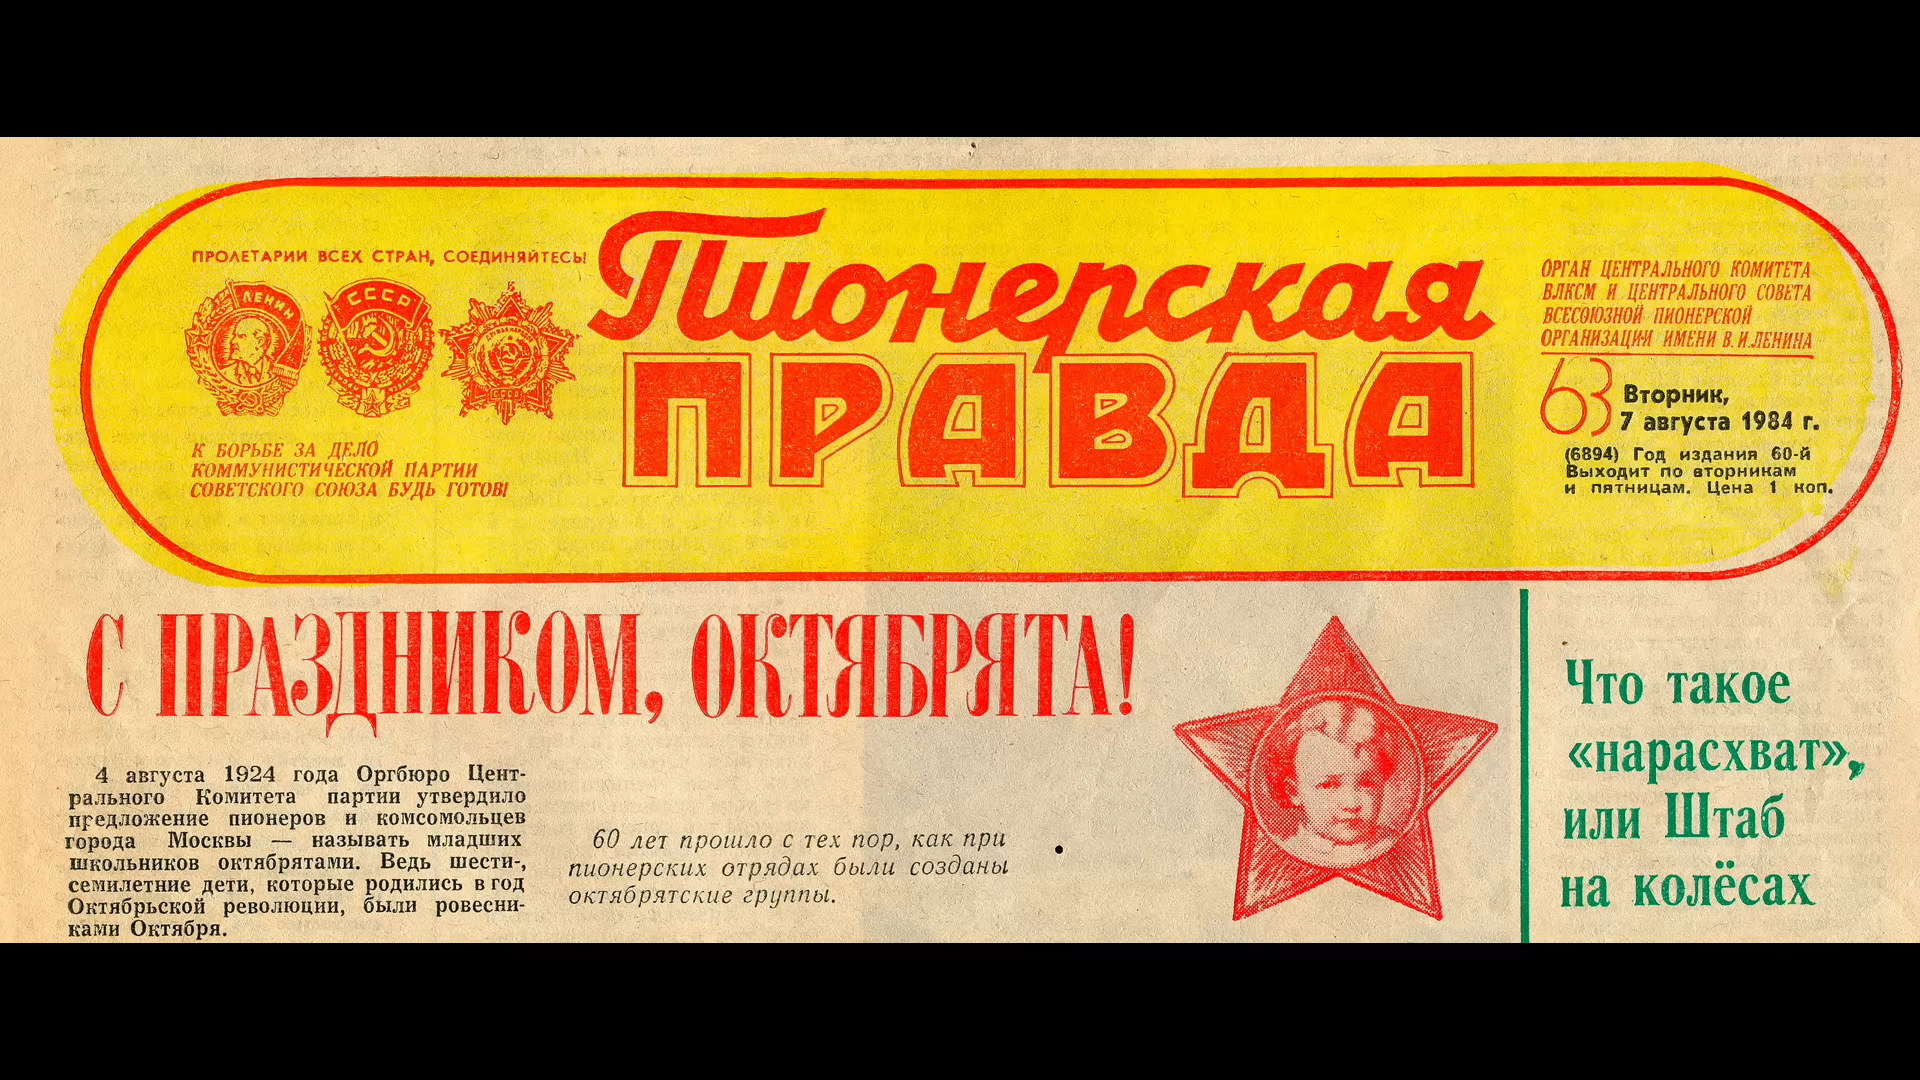 ПРОЛЕТАРИИ ВСЕХ СТРАН, СОЕДИНЯЙТЕСЬ!
ЛЕНИН
СССР
СССР
К БОРЬБЕ ЗА ДЕЛО
КОММУНИСТИЧЕСКОЙ ПАРТИИ
СОВЕТСКОГО СОЮЗА БУДЬ ГОТОВ!
Пионерская
ПРАВДА
ОРГАН ЦЕНТРАЛЬНОГО КОМИТЕТА
ВЛКСМ И ЦЕНТРАЛЬНОГО СОВЕТА
ВСЕСОЮЗНОЙ ПИОНЕРСКОЙ
ОРГАНИЗАЦИИ ИМЕНИ В.И.ЛЕНИНА
63
Вторник,
7 августа 1984 г.
(6894) Год издания 60-й
Выходит по вторникам
и пятницам. Цена 1 коп.
С ПРАЗДНИКОМ, ОКТЯБРЯТА!
4 августа 1924 года Оргбюро Цент-
рального Комитета партии утвердило
предложение пионеров и комсомольцев
города Москвы — называть младших
школьников октябрятами. Ведь шести-,
семилетние дети, которые родились в год
Октябрьской революции, были ровесни-
ками Октября.
60 лет прошло с тех пор, как при
пионерских отрядах были созданы
октябрятские группы.
Что такое
«нарасхват»,
или Штаб
на колёсах